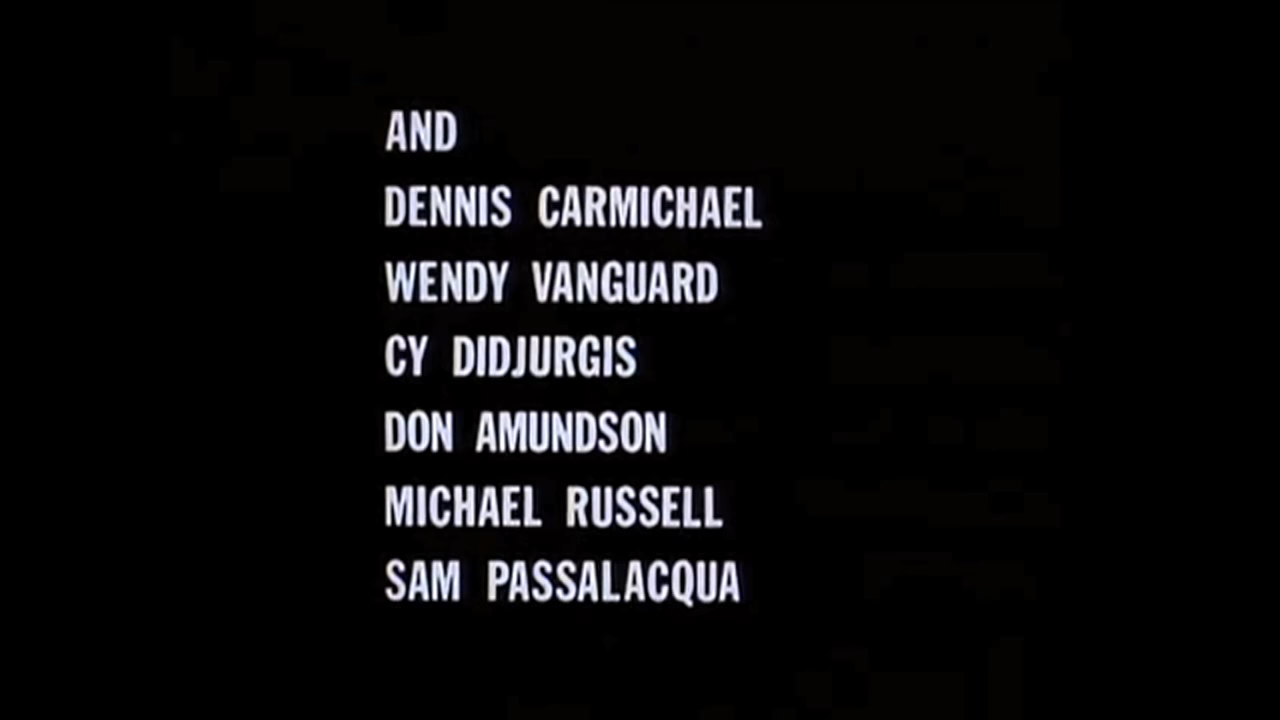 AND
DENNIS CARMICHAEL
WENDY VANGUARD
CY DIDJURGIS
DON AMUNDSON
MICHAEL RUSSELL
SAM PASSALACQUA